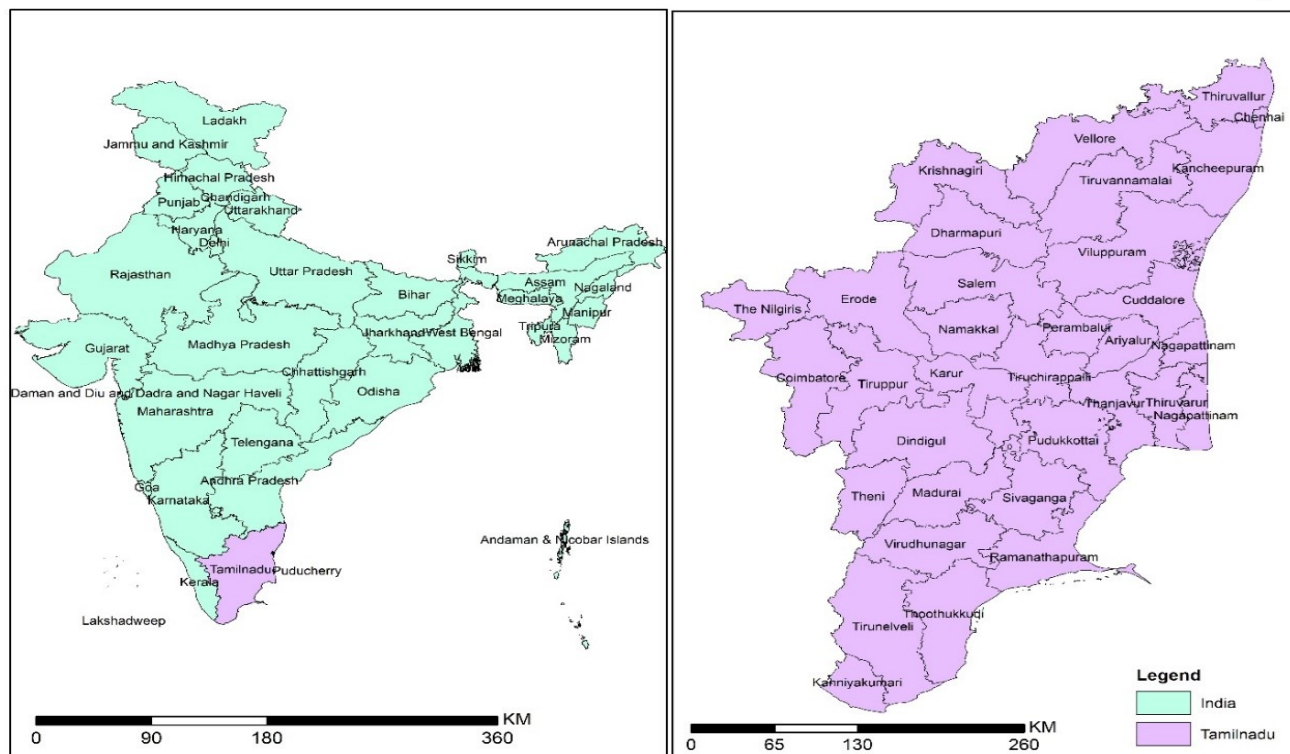 Ladakh
Jammu and Kashmir
Himachal Pradesh
Chandigarh
Punjab
Uttarakhand
Haryana
Delhi
Arunachal Pradesh
Sikkim
Rajasthan
Uttar Pradesh
Assam
Nagaland
Bihar
Meghalaya
Manipur
Tripura
Mizoram
Jharkhand
West Bengal
Gujarat
Madhya Pradesh
Chhattishgarh
Odisha
Daman and Diu and Dadra and Nagar Haveli
Maharashtra
Telengana
Andhra Pradesh
Goa
Karnataka
Andaman & Nicobar Islands
Tamilnadu
Puducherry
Kerala
Lakshadweep
KM
0 90 180 360
Thiruvallur
Chennai
Vellore
Kancheepuram
Krishnagiri
Tiruvannamalai
Dharmapuri
Viluppuram
Salem
Erode
The Nilgiris
Cuddalore
Namakkal
Perambalur
Ariyalur
Nagapattinam
Coimbatore
Tiruppur
Karur
Tiruchirappalli
Thanjavur
Thiruvarur
Nagapattinam
Dindigul
Pudukkottai
Theni
Madurai
Sivaganga
Virudhunagar
Ramanathapuram
Thoothukkudi
Tirunelveli
Kanniyakumari
Legend
India
Tamilnadu
KM
0 65 130 260